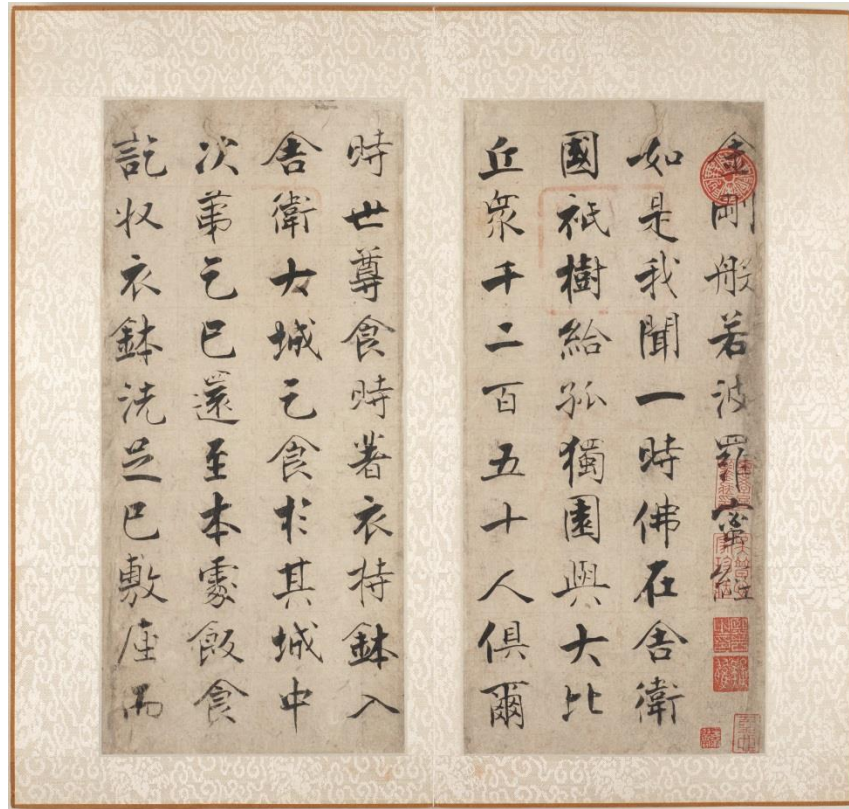 金剛般若波羅蜜經
如是我聞一時佛在舍衛
國祇樹給孤獨園與大比
丘眾千二百五十人俱爾
時世尊食時著衣持鉢入
舍衛大城乞食於其城中
次第乞已還至本處飯食
訖收衣鉢洗足已敷座而